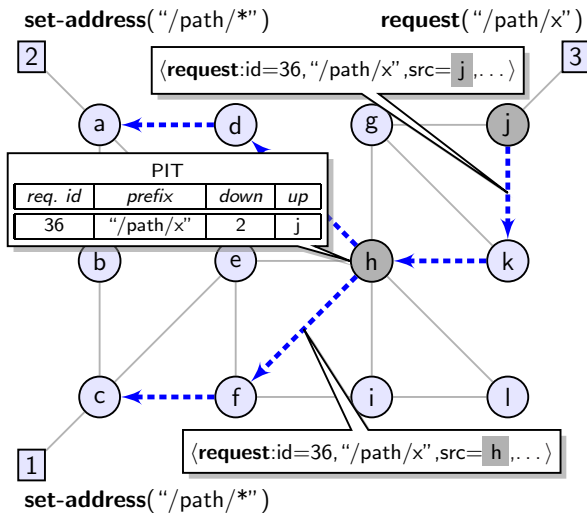 set-address("/path/*") request("/path/x")
2 3
⟨request:id=36, "/path/x",src= j ,...⟩
a d g j
PIT
req. id prefix down up
36 "/path/x" 2 j
b e h k
c f i l
⟨request:id=36, "/path/x",src= h ,...⟩
1
set-address("/path/*")